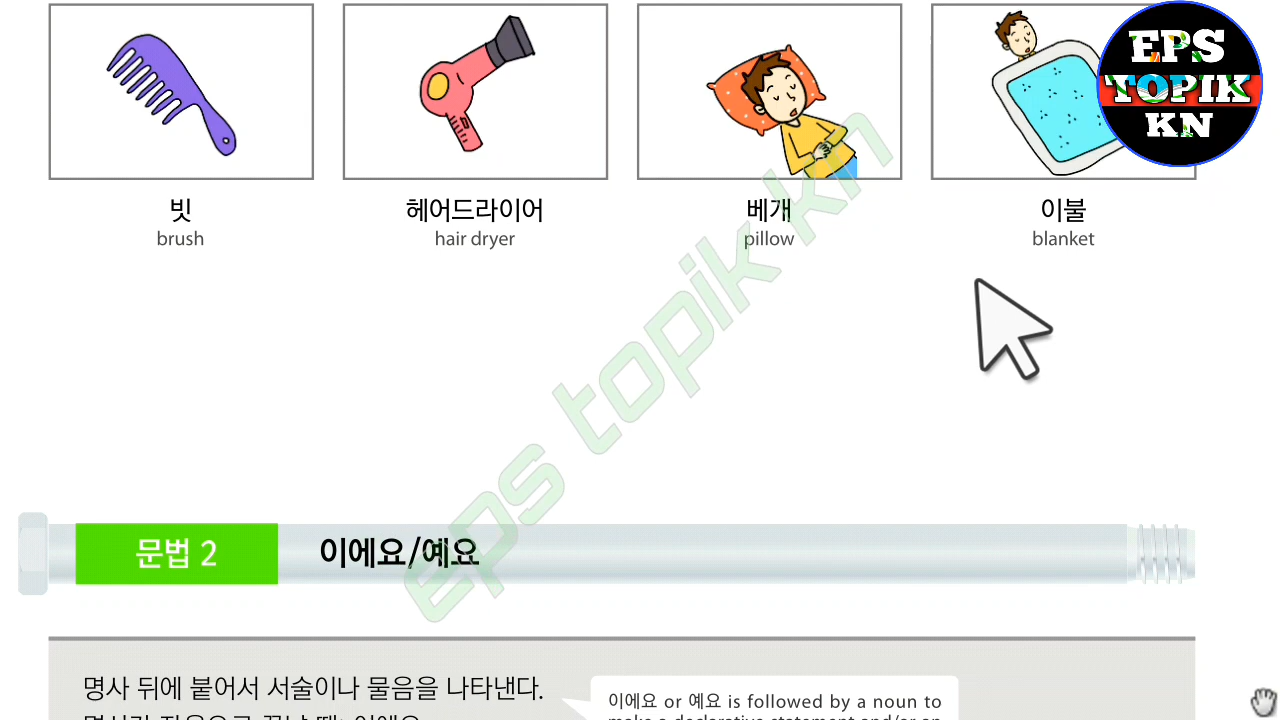 EPS
TOPIK
KN
빗
brush
헤어드라이어
hair dryer
베개
pillow
이불
blanket
eps topik kn
문법 2
이에요/예요
명사 뒤에 붙어서 서술이나 물음을 나타낸다.
이에요 or 예요 is followed by a noun to